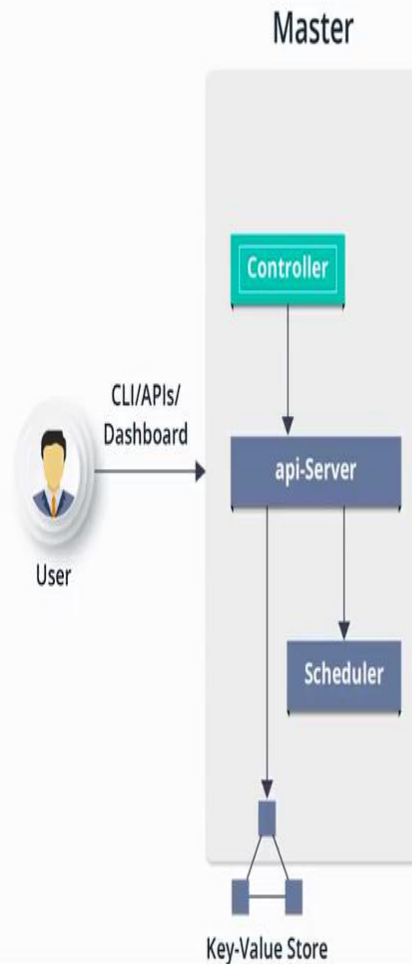 Master
Controller
CLI/APIs/
Dashboard
api-Server
User
Scheduler
Key-Value Store